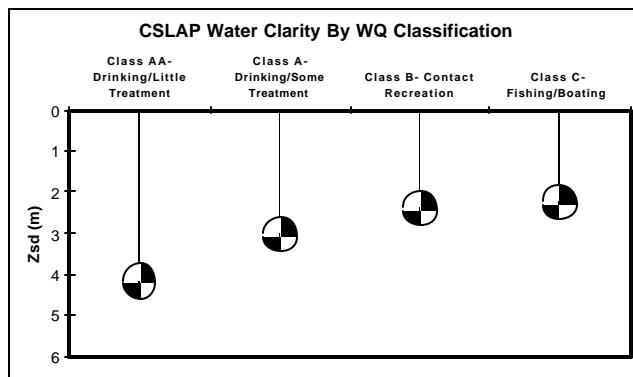 CSLAP Water Clarity By WQ Classification
Class AA-
Drinking/Little
Treatment
Class A-
Drinking/Some
Treatment
Class B- Contact
Recreation
Class C-
Fishing/Boating
Zsd (m)
0
1
2
3
4
5
6